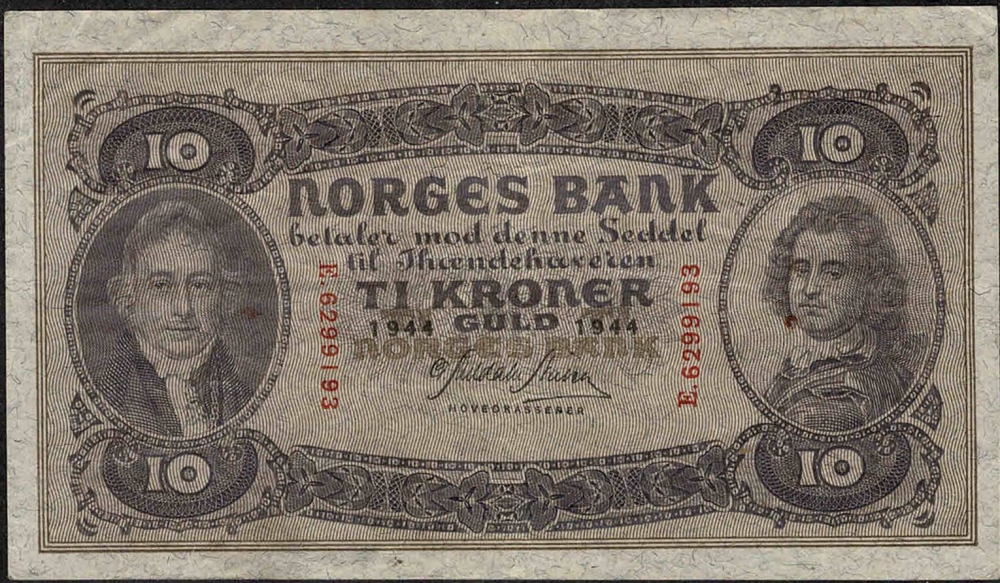 10 10
NORGES BANK
betaler mod denne Seddel
til Ihændehaveren
TI KRONER
1944 GULD 1944
NORGES BANK
HOVEDKASSERER
E.6299193
E.6299193
10 10